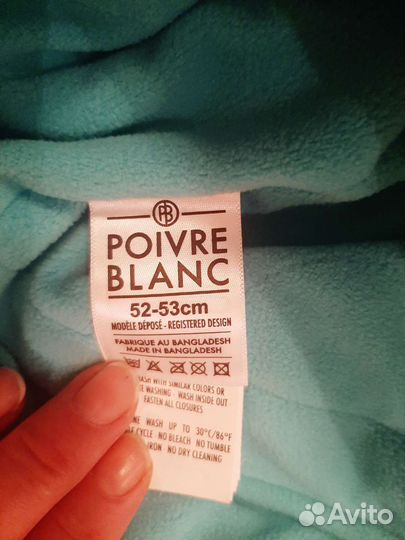 PB
POIVRE
BLANC
52-53cm
MODÈLE DÉPOSÉ - REGISTERED DESIGN
FABRIQUE AU BANGLADESH
MADE IN BANGLADESH
WITH SIMILAR COLORS OR
WASHING - WASH INSIDE OUT
FASTEN ALL CLOSURES
WASH UP TO 30°C/86°F
CYCLE NO BLEACH NO TUMBLE
IRON NO DRY CLEANING
Avito